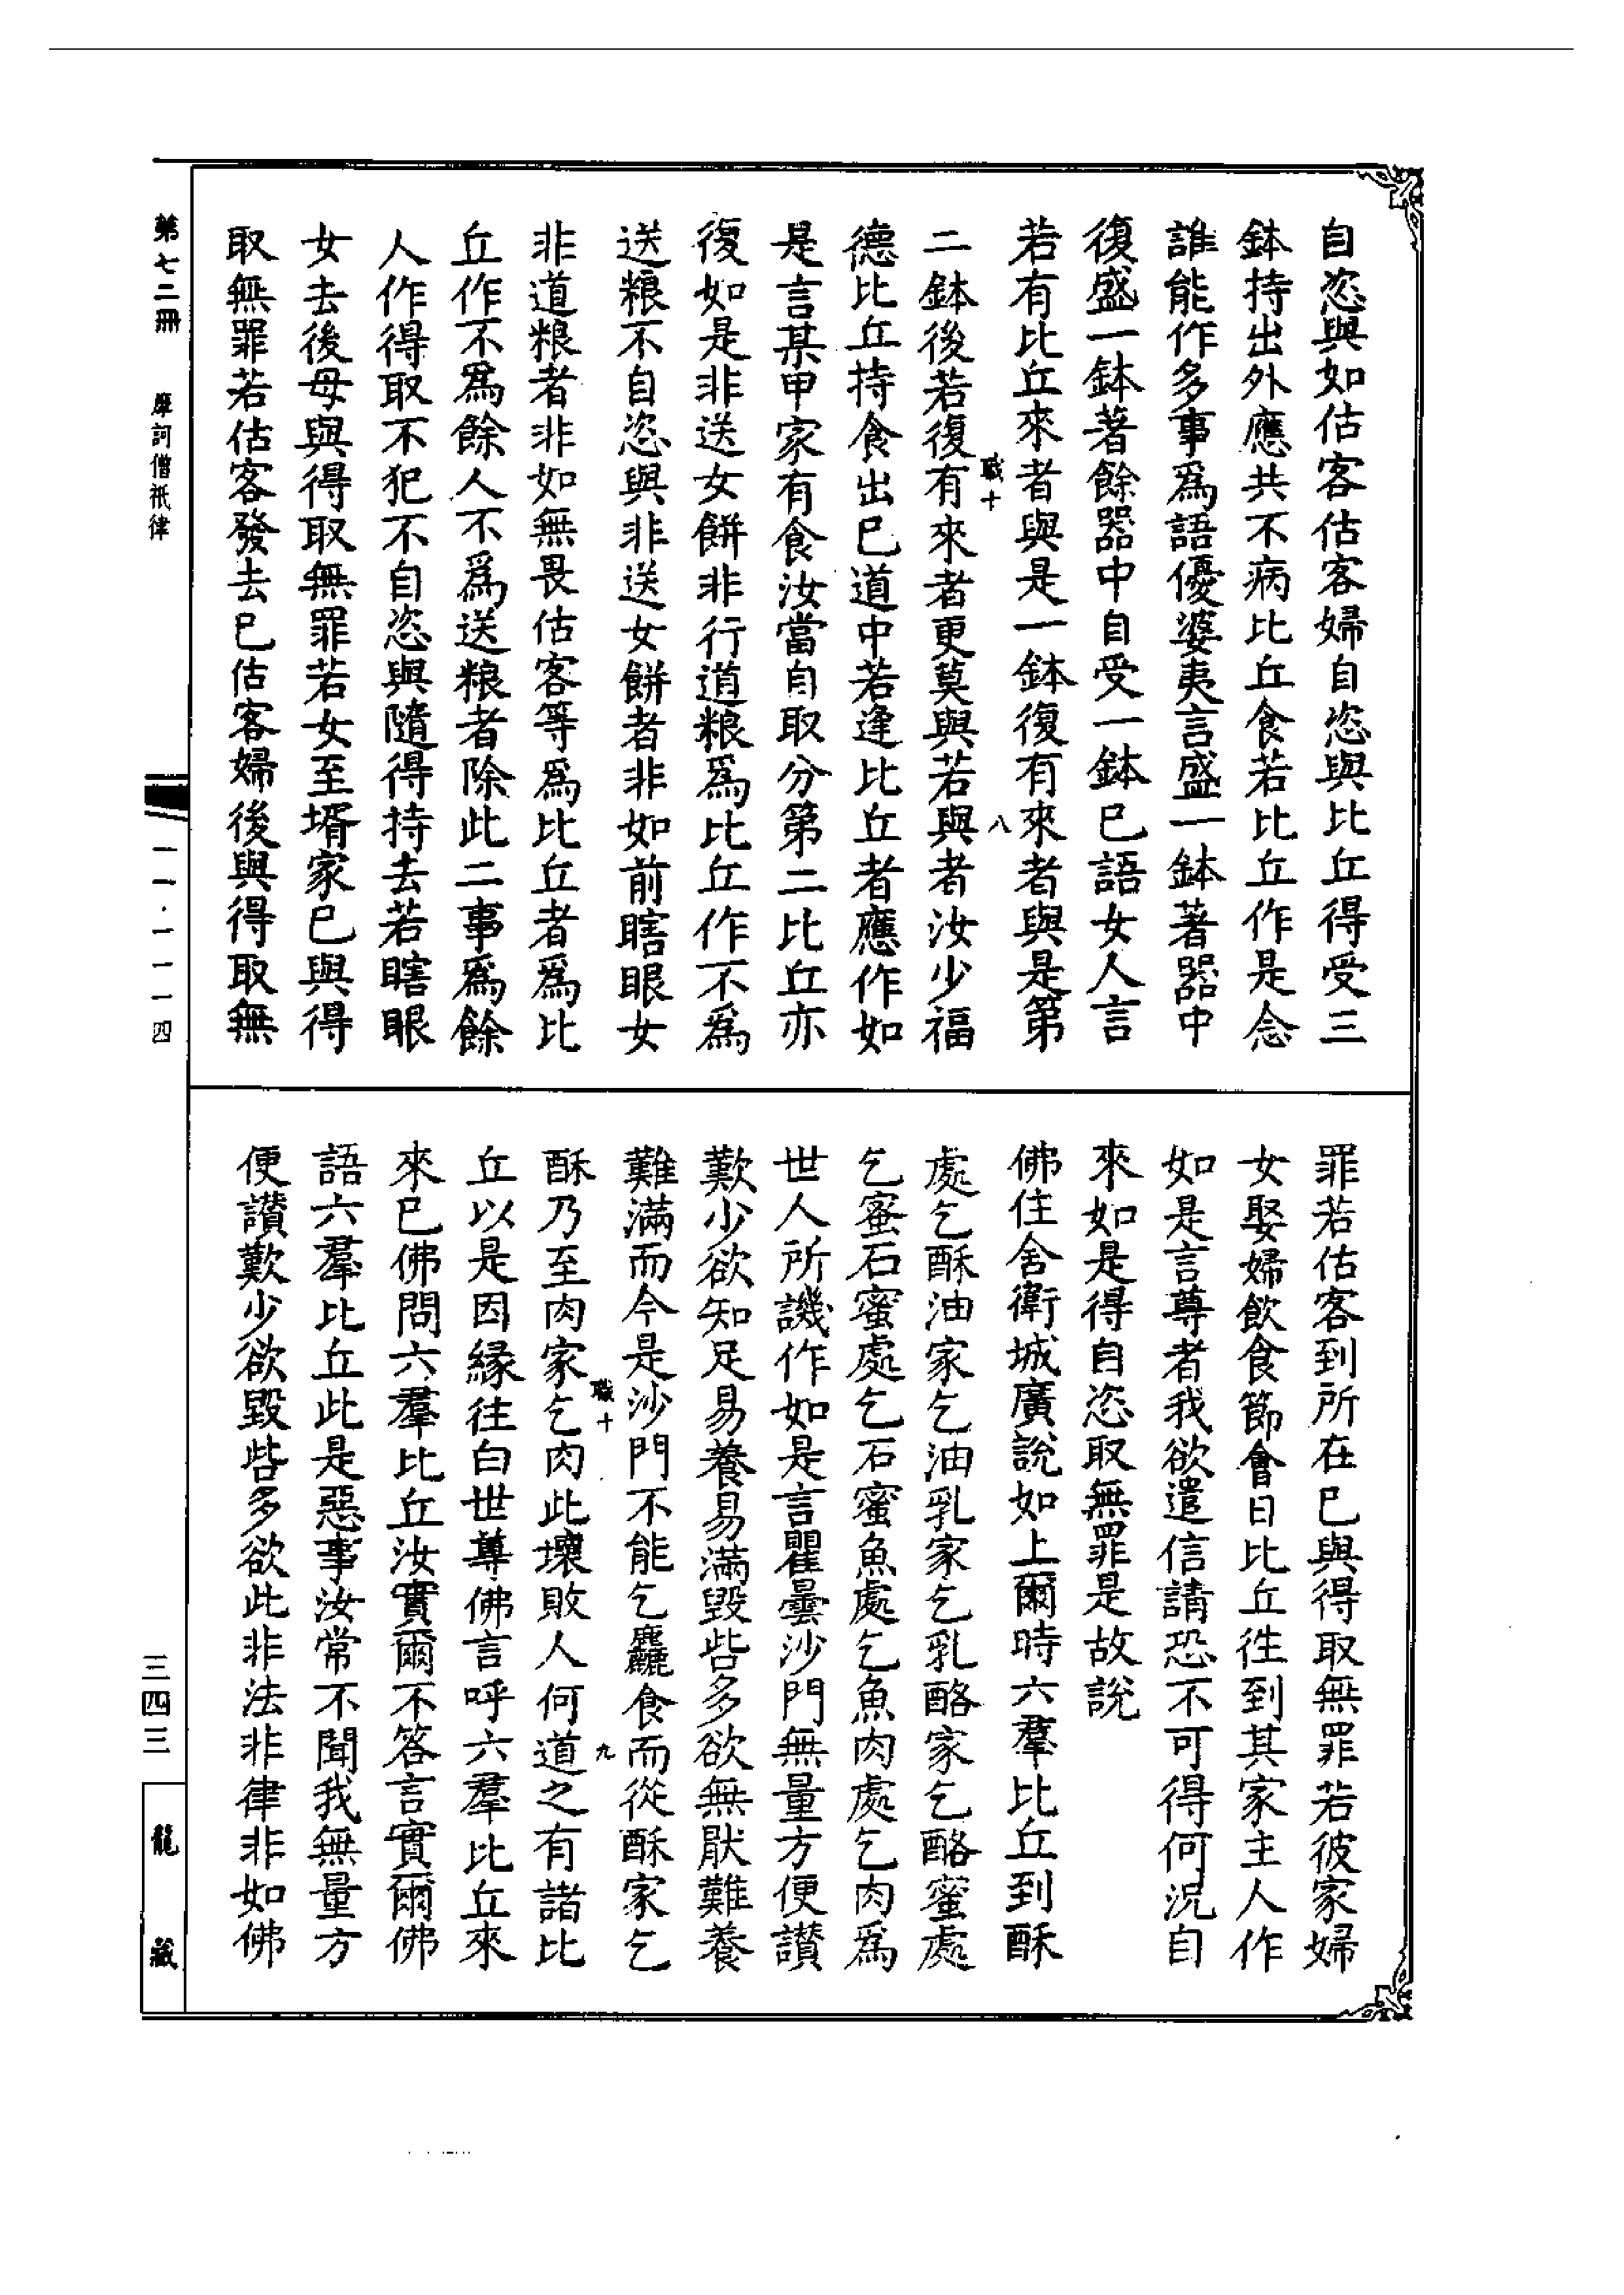 自恣與如估客估客婦自恣與比丘得受三
鉢持出外應共不病比丘食若比丘作是念
誰能作多事爲語優婆夷言盛一鉢著器中
復盛一鉢著餘器中自受一鉢已語女人言
若有比丘來者與是一鉢復有來者與是第
職十
八
二鉢後若復有來者更莫與若與者汝少福
德比丘持食出已道中若逢比丘者應作如
是言某甲家有食汝當自取分第二比丘亦
復如是非送女餅非行道粮爲比丘作不爲
送粮不自恣與非送女餅者非如前瞎眼女
非道粮者非如無畏估客等爲比丘者爲比
丘作不爲餘人不爲送粮者除此二事爲餘
人作得取不犯不自恣與隨得持去若瞎眼
女去後母與得取無罪若女至壻家已與得
取無罪若估客發去已估客婦後與得取無
罪若估客到所在已與得取無罪若彼家婦
女娶婦飲食節會日比丘徃到其家主人作
如是言尊者我欲遣信請恐不可得何況自
來如是得自恣取無罪是故說
佛住舍衛城廣說如上爾時六羣比丘到酥
處乞酥油家乞油乳家乞乳酪家乞酪蜜處
乞蜜石蜜處乞石蜜魚處乞魚肉處乞肉爲
世人所譏作如是言瞿曇沙門無量方便讃
歎少欲知足易養易滿毀呰多欲無厭難養
難滿而今是沙門不能乞麤食而從酥家乞
職十
九
酥乃至肉家乞肉此壞敗人何道之有諸比
丘以是因緣往白世尊佛言呼六羣比丘來
來已佛問六羣比丘汝實爾不答言實爾佛
語六羣比丘此是惡事汝常不聞我無量方
便讃歎少欲毀呰多欲此非法非律非如佛
第七二冊
摩訶僧祇律
一一·一一一四
三四三
龍藏